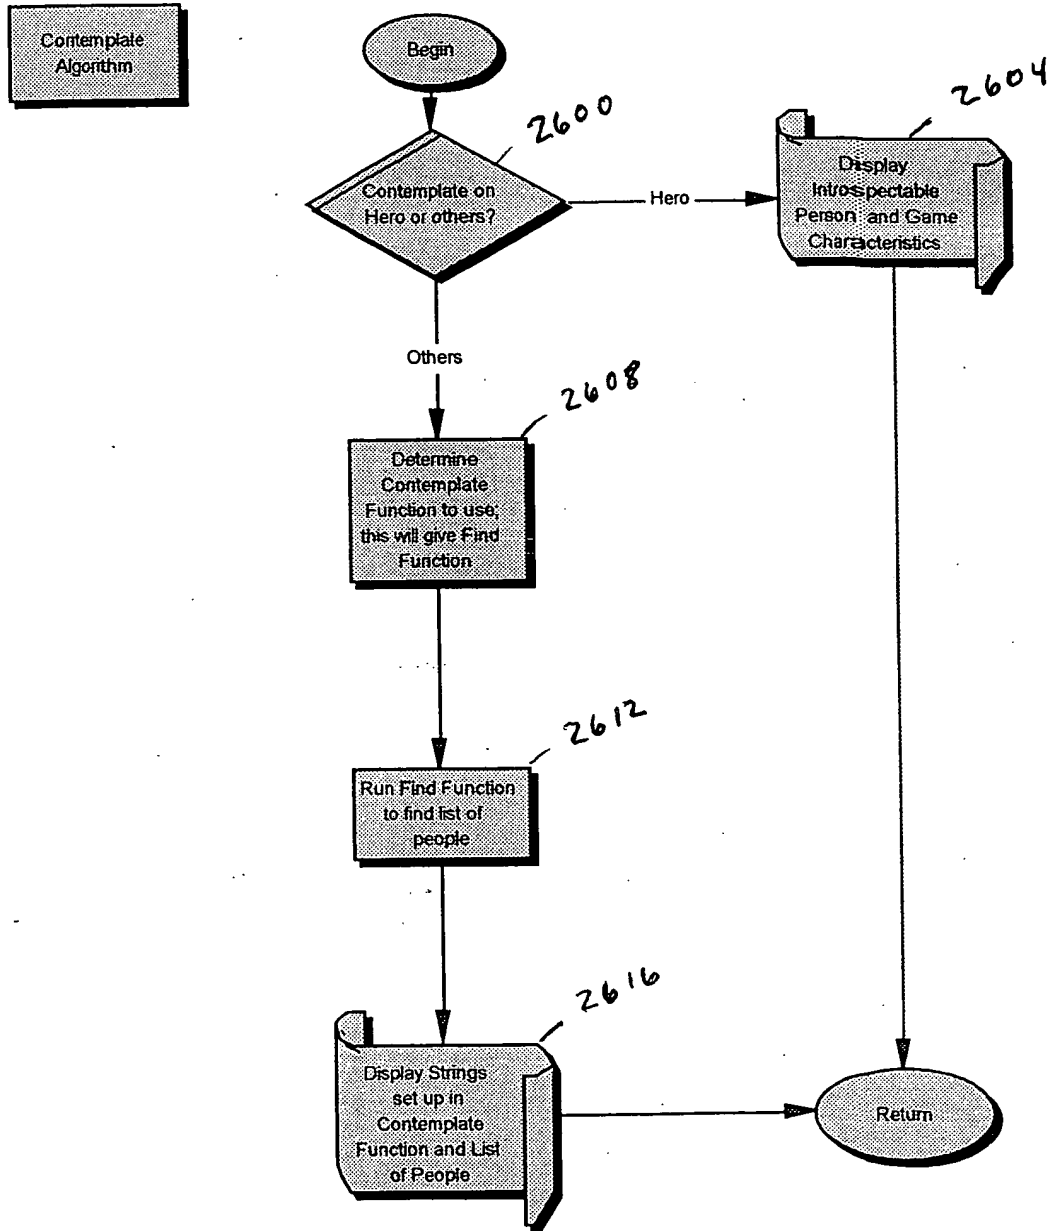 Contemplate
Algorithm
Begin
2600
Contemplate on
Hero or others?
Hero
2604
Display
Introspectable
Person and Game
Characteristics
Others
2608
Determine
Contemplate
Function to use;
this will give Find
Function
2612
Run Find Function
to find list of
people
2616
Display Strings
set up in
Contemplate
Function and List
of People
Return